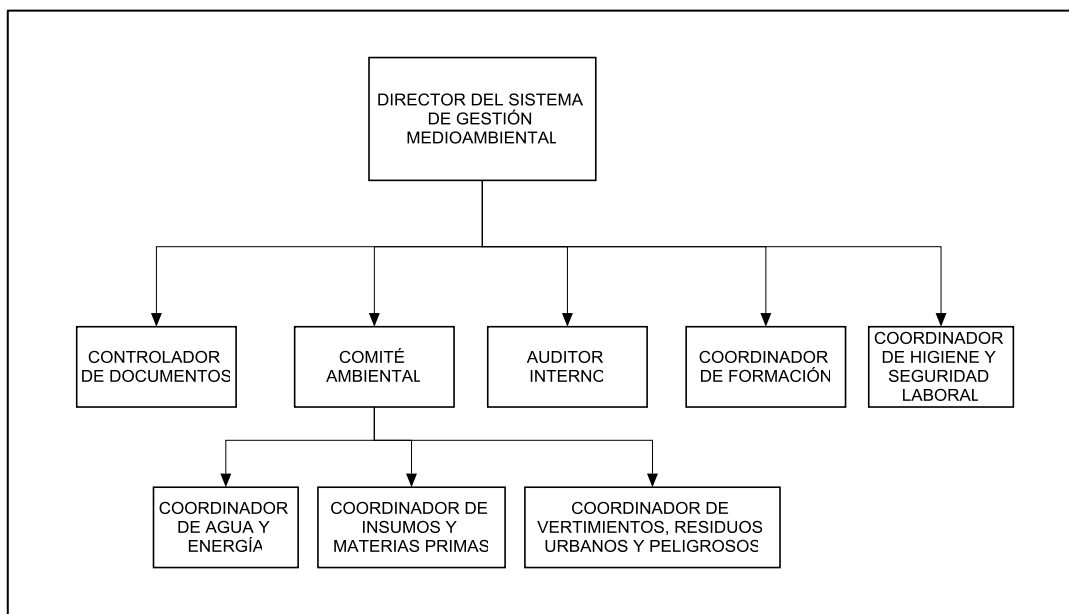 DIRECTOR DEL SISTEMA
DE GESTIÓN
MEDIOAMBIENTAL
CONTROLADOR
DE DOCUMENTOS
COMITÉ
AMBIENTAL
AUDITOR
INTERNO
COORDINADOR
DE FORMACIÓN
COORDINADOR
DE HIGIENE Y
SEGURIDAD
LABORAL
COORDINADOR
DE AGUA Y
ENERGÍA
COORDINADOR DE
INSUMOS Y
MATERIAS PRIMAS
COORDINADOR DE
VERTIMIENTOS, RESIDUOS
URBANOS Y PELIGROSOS